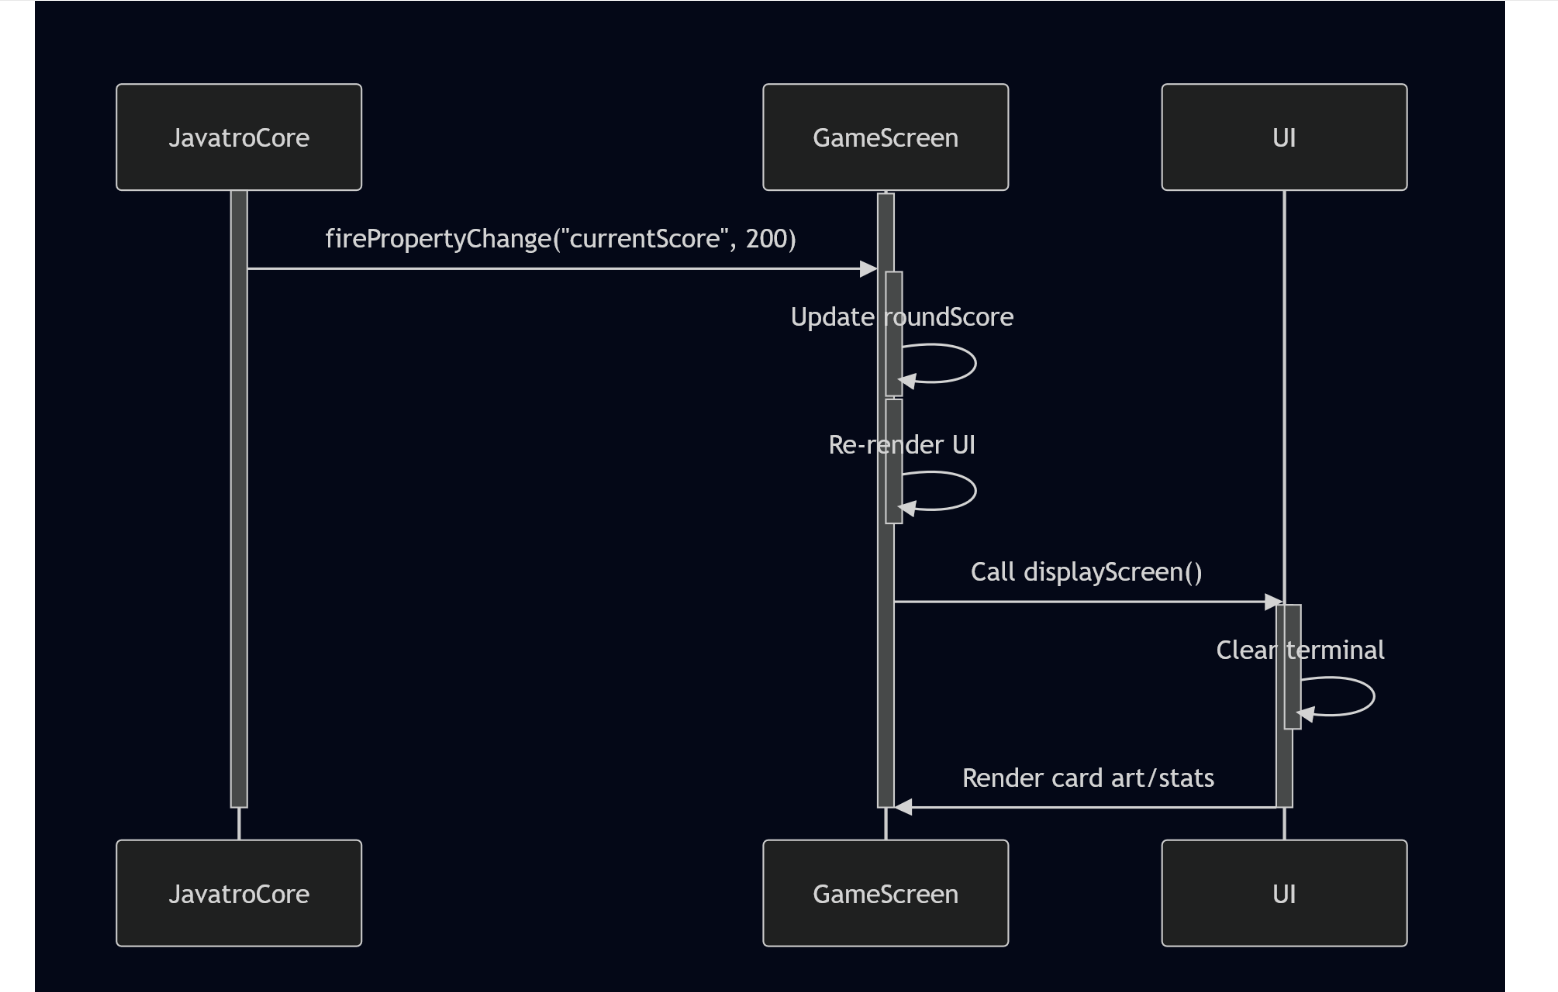 JavatroCore
GameScreen
UI
firePropertyChange("currentScore", 200)
Update roundScore
Re-render UI
Call displayScreen()
Clear terminal
Render card art/stats
JavatroCore
GameScreen
UI